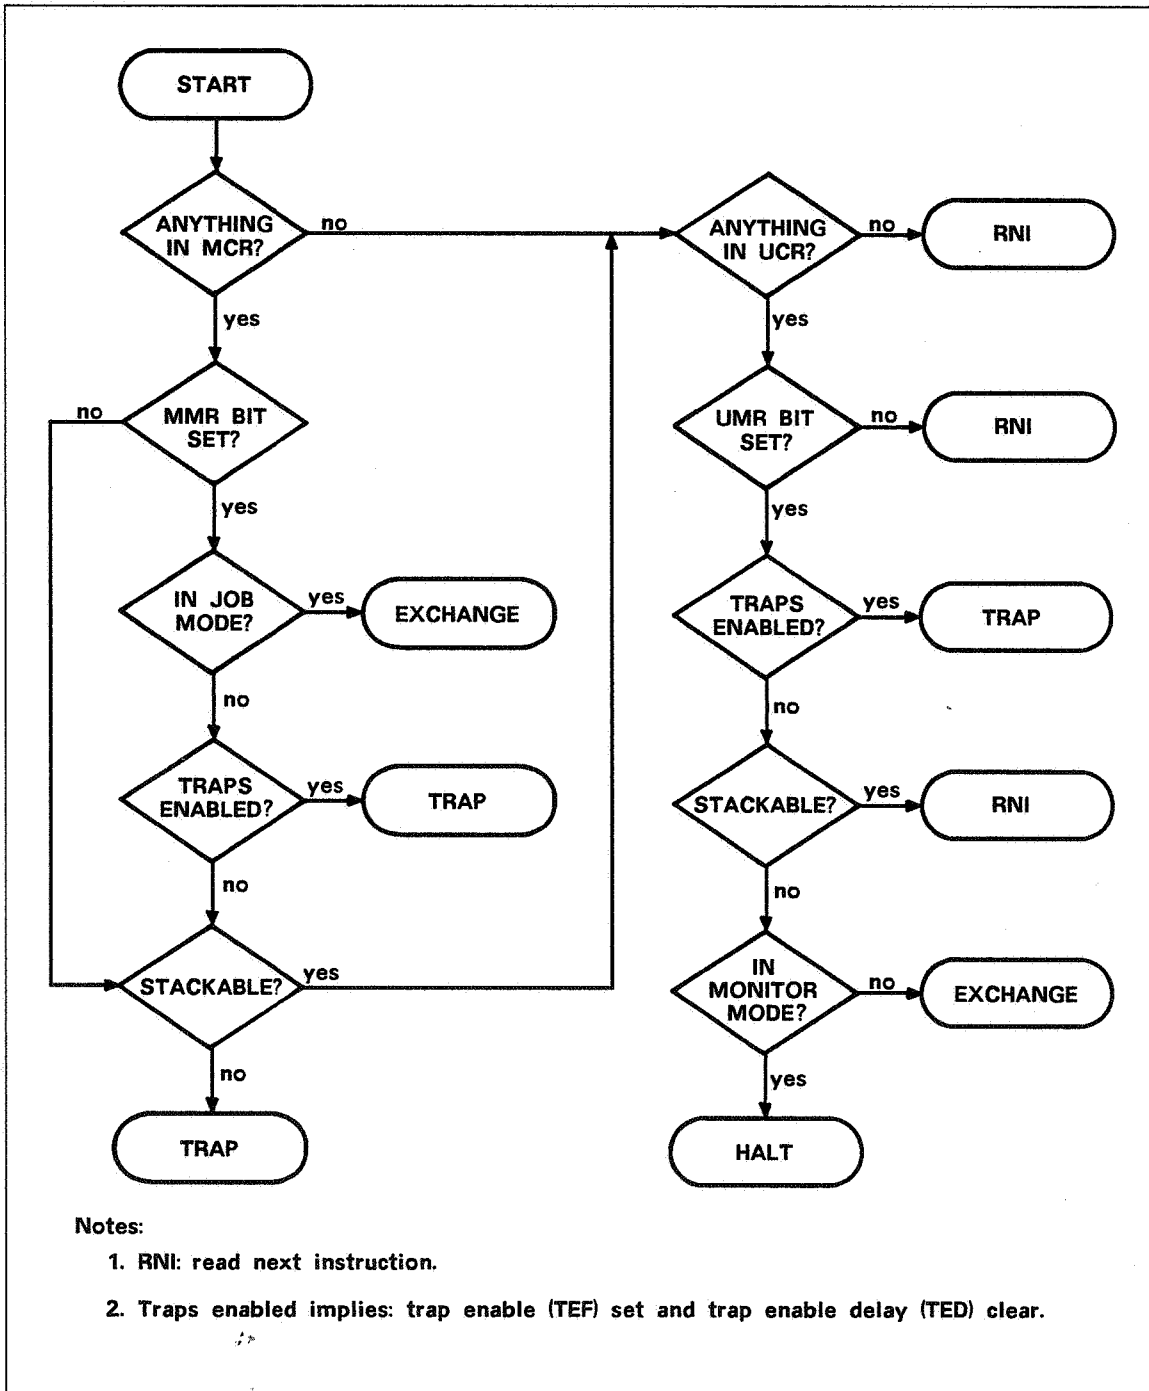 START
ANYTHING
IN MCR?
no
yes
MMR BIT
SET?
no
yes
IN JOB
MODE?
yes
EXCHANGE
no
TRAPS
ENABLED?
yes
TRAP
no
STACKABLE?
yes
no
TRAP
ANYTHING
IN UCR?
no
RNI
yes
UMR BIT
SET?
no
RNI
yes
TRAPS
ENABLED?
yes
TRAP
no
STACKABLE?
yes
RNI
no
IN
MONITOR
MODE?
no
EXCHANGE
yes
HALT
Notes:
1. RNI: read next instruction.
2. Traps enabled implies: trap enable (TEF) set and trap enable delay (TED) clear.